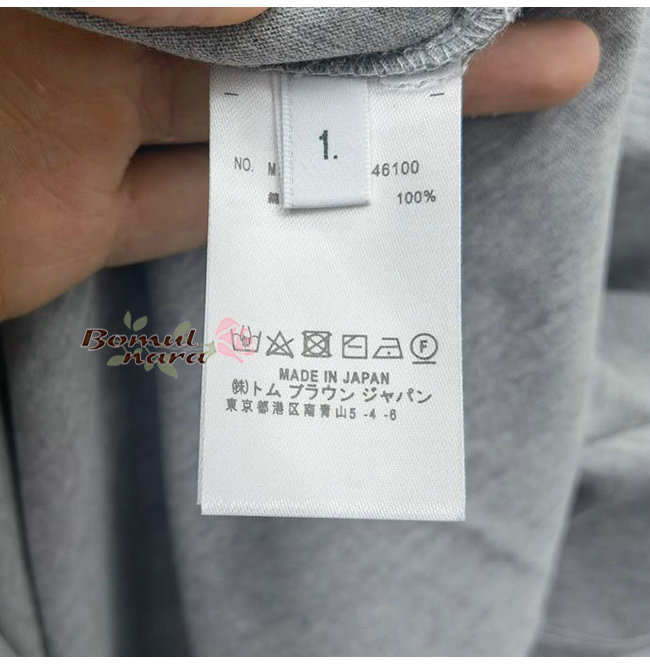 1.
NO. M 46100
綿 100%
Bomul
nara
F
MADE IN JAPAN
㈱トム ブラウン ジャパン
東京都港区南青山5 -4 -6